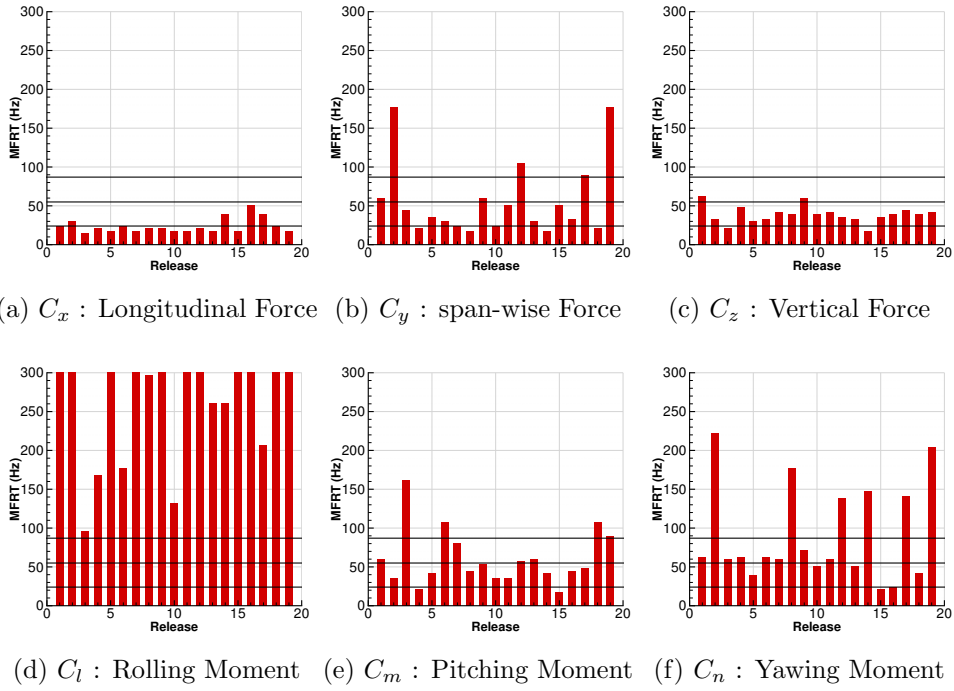 MFRT (Hz) MFRT (Hz) MFRT (Hz)
300 300 300
250 250 250
200 200 200
150 150 150
100 100 100
50 50 50
0 0 0
0 5 10 15 20 0 5 10 15 20 0 5 10 15 20
Release Release Release
(a) C_x : Longitudinal Force (b) C_y : span-wise Force (c) C_z : Vertical Force
MFRT (Hz) MFRT (Hz) MFRT (Hz)
300 300 300
250 250 250
200 200 200
150 150 150
100 100 100
50 50 50
0 0 0
0 5 10 15 20 0 5 10 15 20 0 5 10 15 20
Release Release Release
(d) C_l : Rolling Moment (e) C_m : Pitching Moment (f) C_n : Yawing Moment